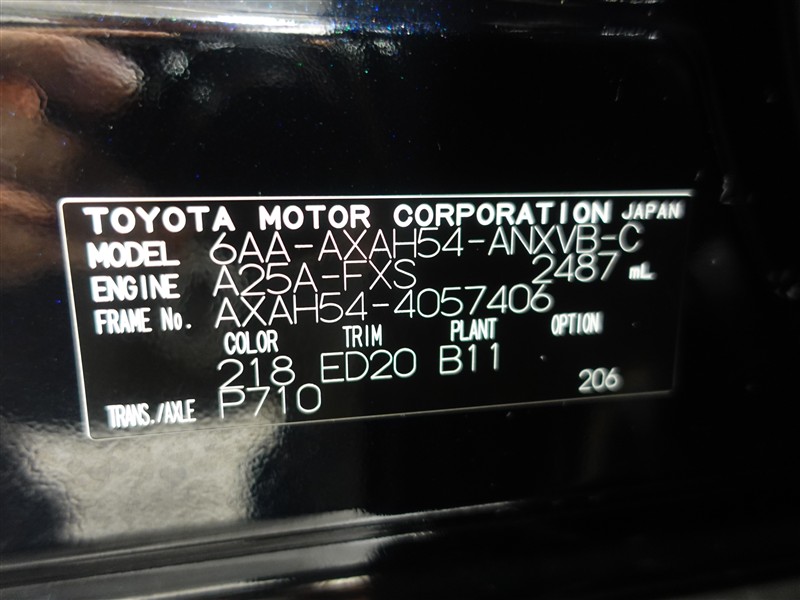 TOYOTA MOTOR CORPORATION JAPAN
MODEL 6AA-AXAH54-ANXVB-C
ENGINE A25A-FXS 2487 mL
FRAME No. AXAH54-4057406
COLOR TRIM PLANT OPTION
218 ED20 B11
TRANS./AXLE P710 206